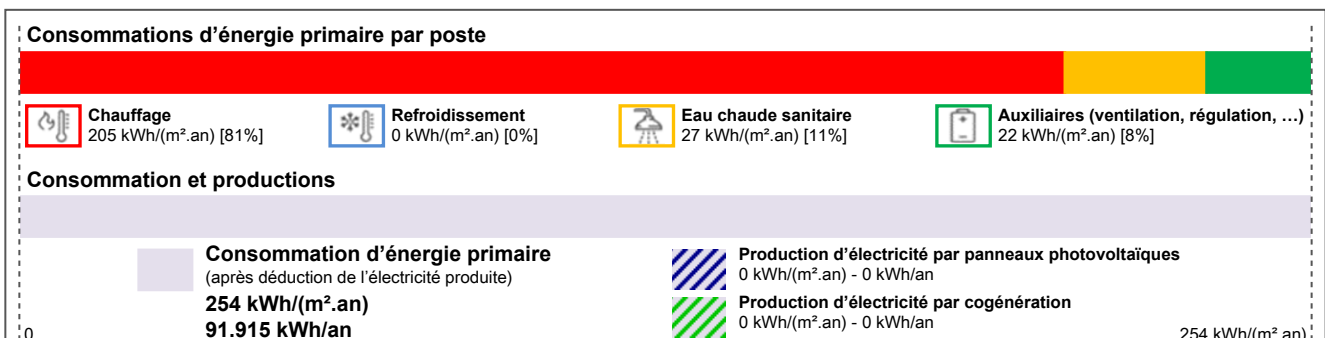 Consommations d’énergie primaire par poste
Chauffage
205 kWh/(m².an) [81%]
Refroidissement
0 kWh/(m².an) [0%]
Eau chaude sanitaire
27 kWh/(m².an) [11%]
Auxiliaires (ventilation, régulation, …)
22 kWh/(m².an) [8%]
Consommation et productions
Consommation d’énergie primaire
(après déduction de l’électricité produite)
254 kWh/(m².an)
91.915 kWh/an
Production d’électricité par panneaux photovoltaïques
0 kWh/(m².an) - 0 kWh/an
Production d’électricité par cogénération
0 kWh/(m².an) - 0 kWh/an
0
254 kWh/(m².an)